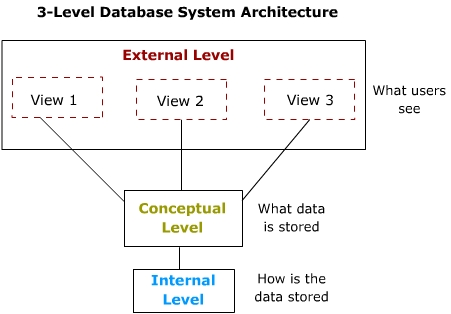 3-Level Database System Architecture
External Level
View 1
View 2
View 3
What users
see
Conceptual
Level
What data
is stored
Internal
Level
How is the
data stored